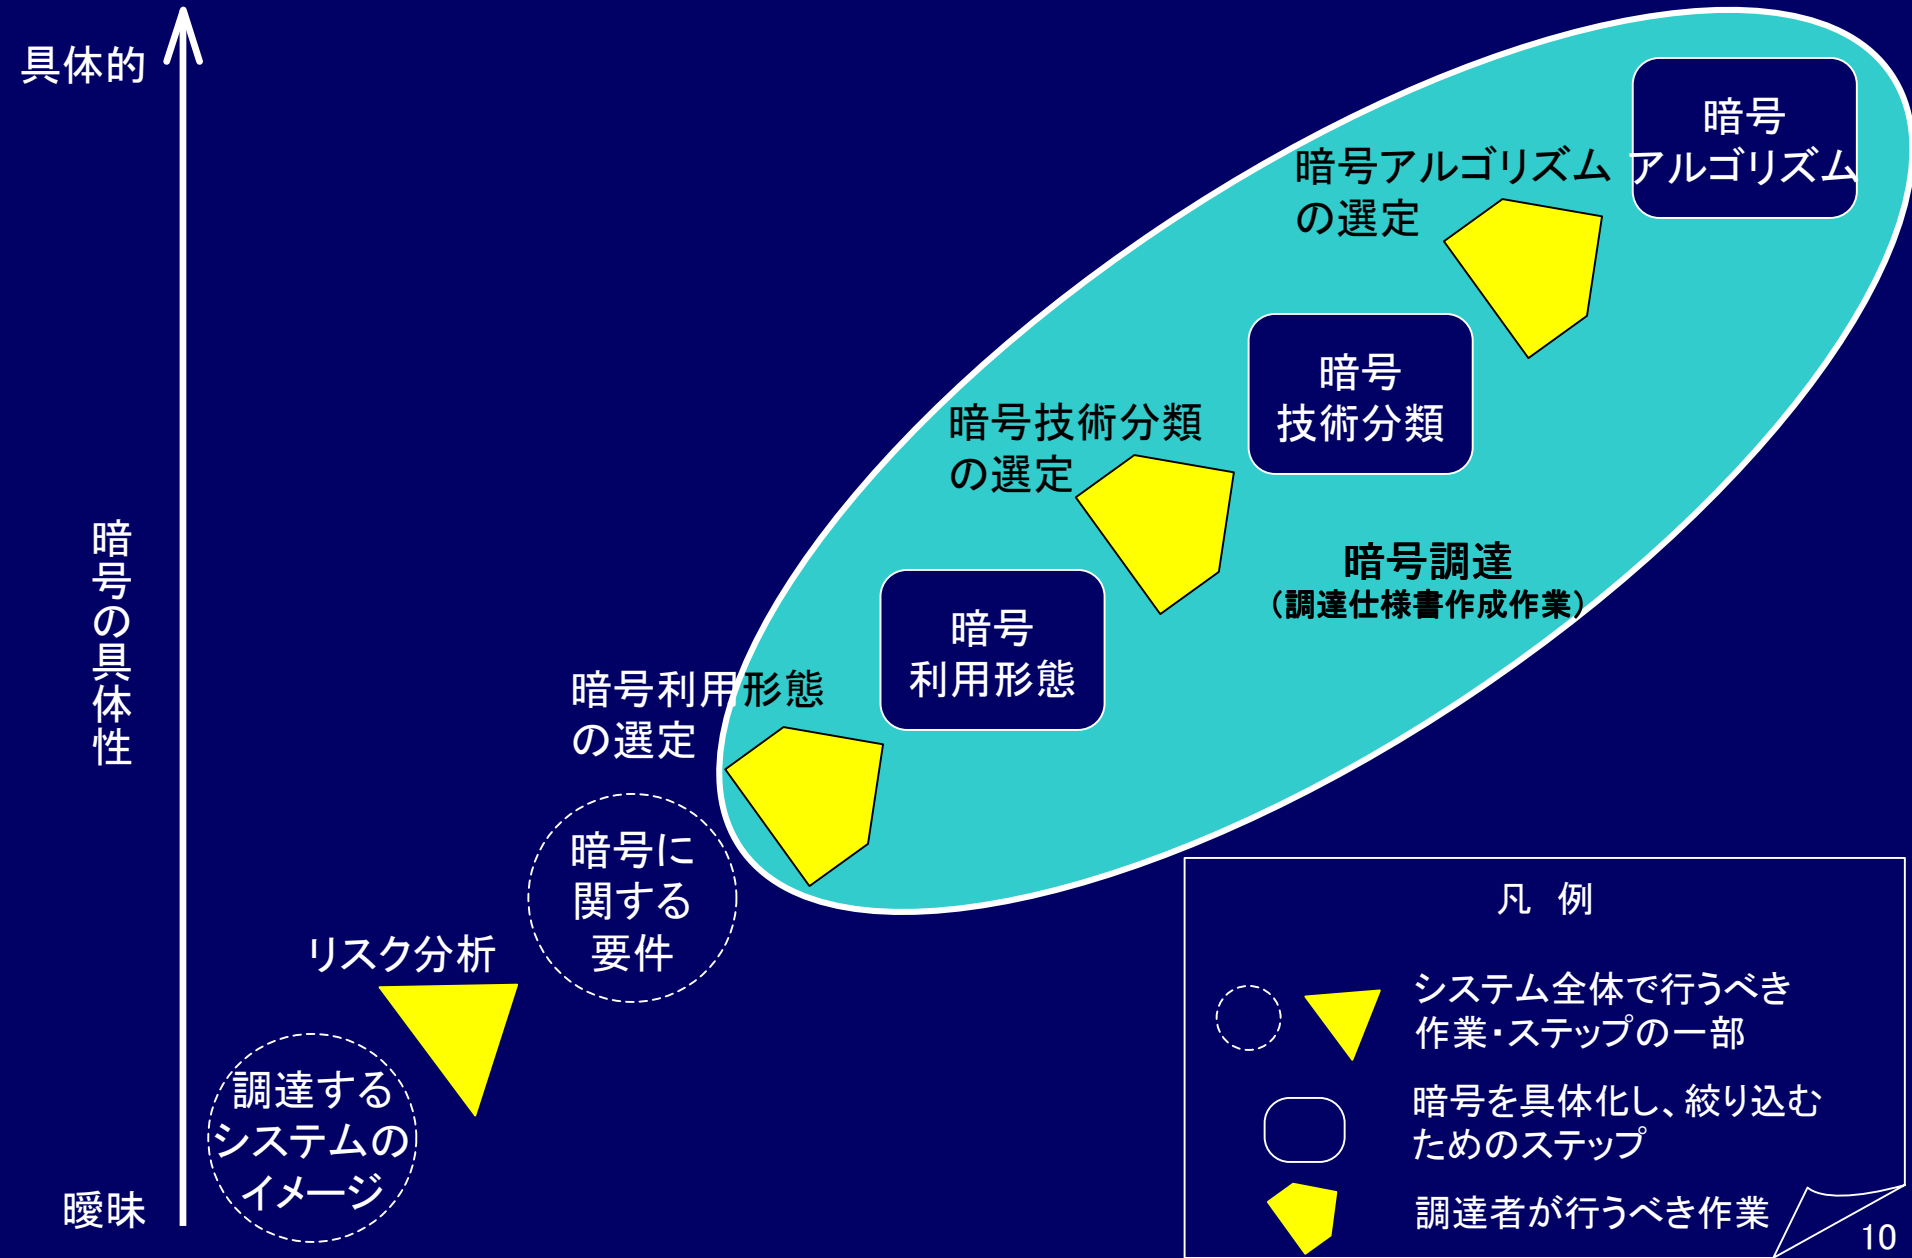 具体的
暗号の具体性
曖昧
暗号
アルゴリズム
暗号アルゴリズム
の選定
暗号
技術分類
暗号技術分類
の選定
暗号調達
（調達仕様書作成作業）
暗号
利用形態
暗号利用形態
の選定
暗号に
関する
要件
リスク分析
調達する
システムの
イメージ
凡 例
システム全体で行うべき
作業・ステップの一部
暗号を具体化し、絞り込む
ためのステップ
調達者が行うべき作業
10